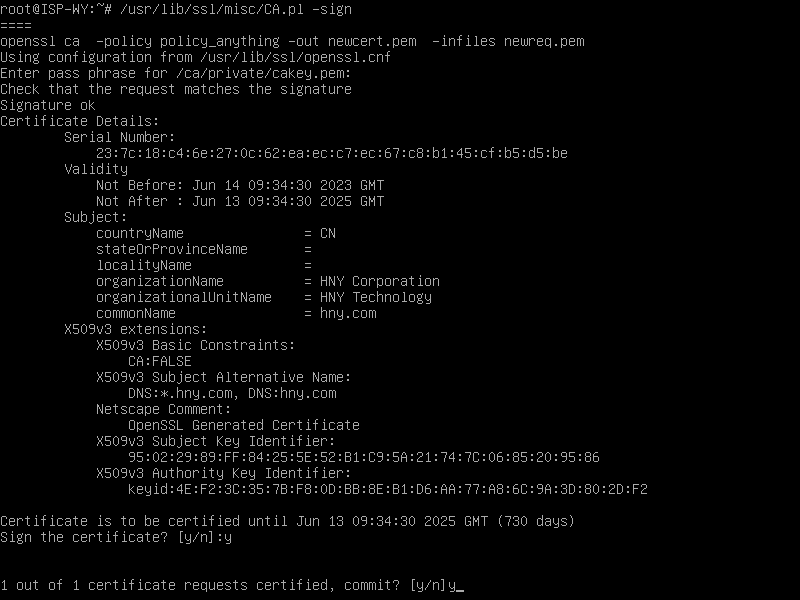 root@ISP-WY:~# /usr/lib/ssl/misc/CA.pl -sign
====
openssl ca  -policy policy_anything -out newcert.pem  -infiles newreq.pem
Using configuration from /usr/lib/ssl/openssl.cnf
Enter pass phrase for /ca/private/cakey.pem:
Check that the request matches the signature
Signature ok
Certificate Details:
        Serial Number:
            23:7c:18:c4:6e:27:0c:62:ea:ec:c7:ec:67:c8:b1:45:cf:b5:d5:be
        Validity
            Not Before: Jun 14 09:34:30 2023 GMT
            Not After : Jun 13 09:34:30 2025 GMT
        Subject:
            countryName               = CN
            stateOrProvinceName       =
            localityName              =
            organizationName          = HNY Corporation
            organizationalUnitName    = HNY Technology
            commonName                = hny.com
        X509v3 extensions:
            X509v3 Basic Constraints:
                CA:FALSE
            X509v3 Subject Alternative Name:
                DNS:*.hny.com, DNS:hny.com
            Netscape Comment:
                OpenSSL Generated Certificate
            X509v3 Subject Key Identifier:
                95:02:29:89:FF:84:25:5E:52:B1:C9:5A:21:74:7C:06:85:20:95:86
            X509v3 Authority Key Identifier:
                keyid:4E:F2:3C:35:7B:F8:0D:BB:8E:B1:D6:AA:77:A8:6C:9A:3D:80:2D:F2
Certificate is to be certified until Jun 13 09:34:30 2025 GMT (730 days)
Sign the certificate? [y/n]:y
1 out of 1 certificate requests certified, commit? [y/n]y_